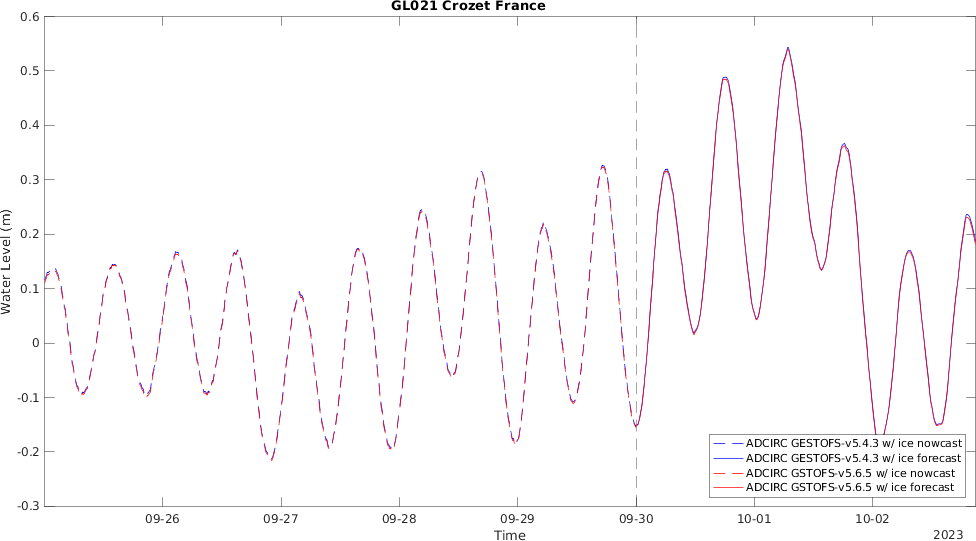 GL021 Crozet France
0.6
0.5
0.4
0.3
0.2
0.1
0
-0.1
-0.2
-0.3
Water Level (m)
09-26
09-27
09-28
09-29
09-30
10-01
10-02
Time
2023
ADCIRC GESTOFS-v5.4.3 w/ ice nowcast
ADCIRC GESTOFS-v5.4.3 w/ ice forecast
ADCIRC GSTOFS-v5.6.5 w/ ice nowcast
ADCIRC GSTOFS-v5.6.5 w/ ice forecast